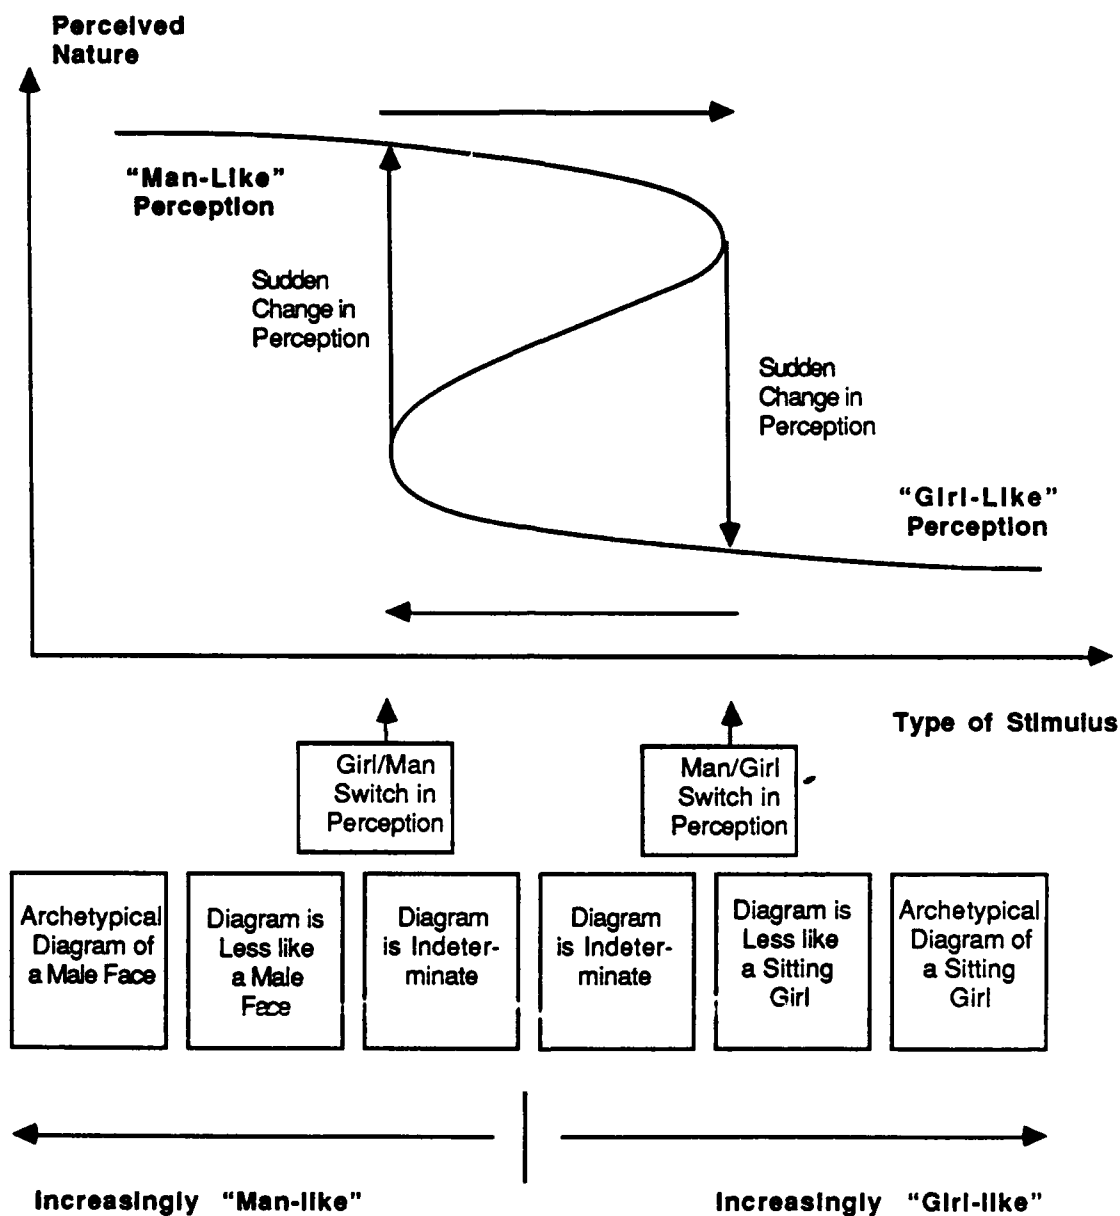 Perceived
Nature
"Man-Like"
Perception
Sudden
Change in
Perception
Sudden
Change in
Perception
"Girl-Like"
Perception
Type of Stimulus
Girl/Man
Switch in
Perception
Man/Girl
Switch in
Perception
Archetypical
Diagram of
a Male Face
Diagram is
Less like
a Male
Face
Diagram
is Indeter-
minate
Diagram
is Indeter-
minate
Diagram is
Less like
a Sitting
Girl
Archetypical
Diagram of
a Sitting
Girl
Increasingly "Man-like"
Increasingly "Girl-like"